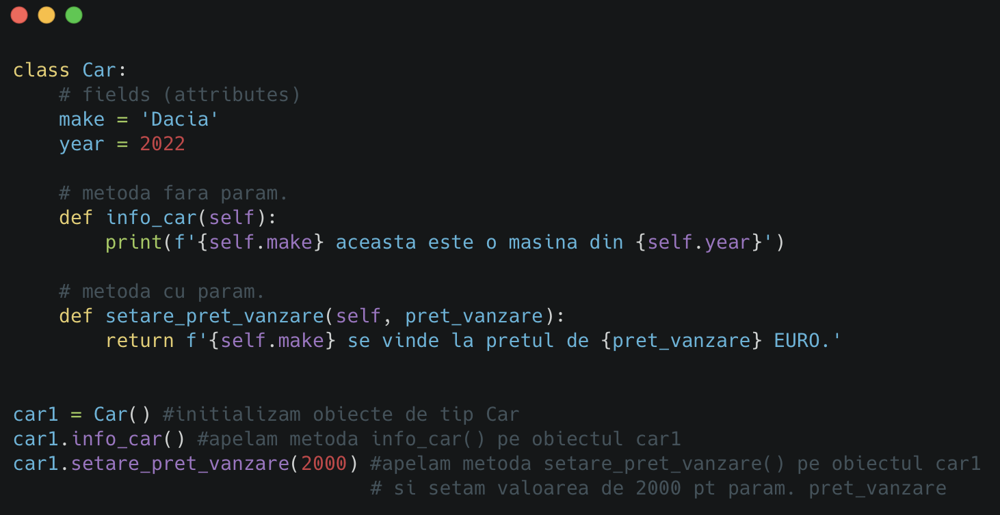 class Car:
    # fields (attributes)
    make = 'Dacia'
    year = 2022

    # metoda fara param.
    def info_car(self):
        print(f'{self.make} aceasta este o masina din {self.year}')

    # metoda cu param.
    def setare_pret_vanzare(self, pret_vanzare):
        return f'{self.make} se vinde la pretul de {pret_vanzare} EURO.'


car1 = Car() #initializam obiecte de tip Car
car1.info_car() #apelam metoda info_car() pe obiectul car1
car1.setare_pret_vanzare(2000) #apelam metoda setare_pret_vanzare() pe obiectul car1
                               # si setam valoarea de 2000 pt param. pret_vanzare